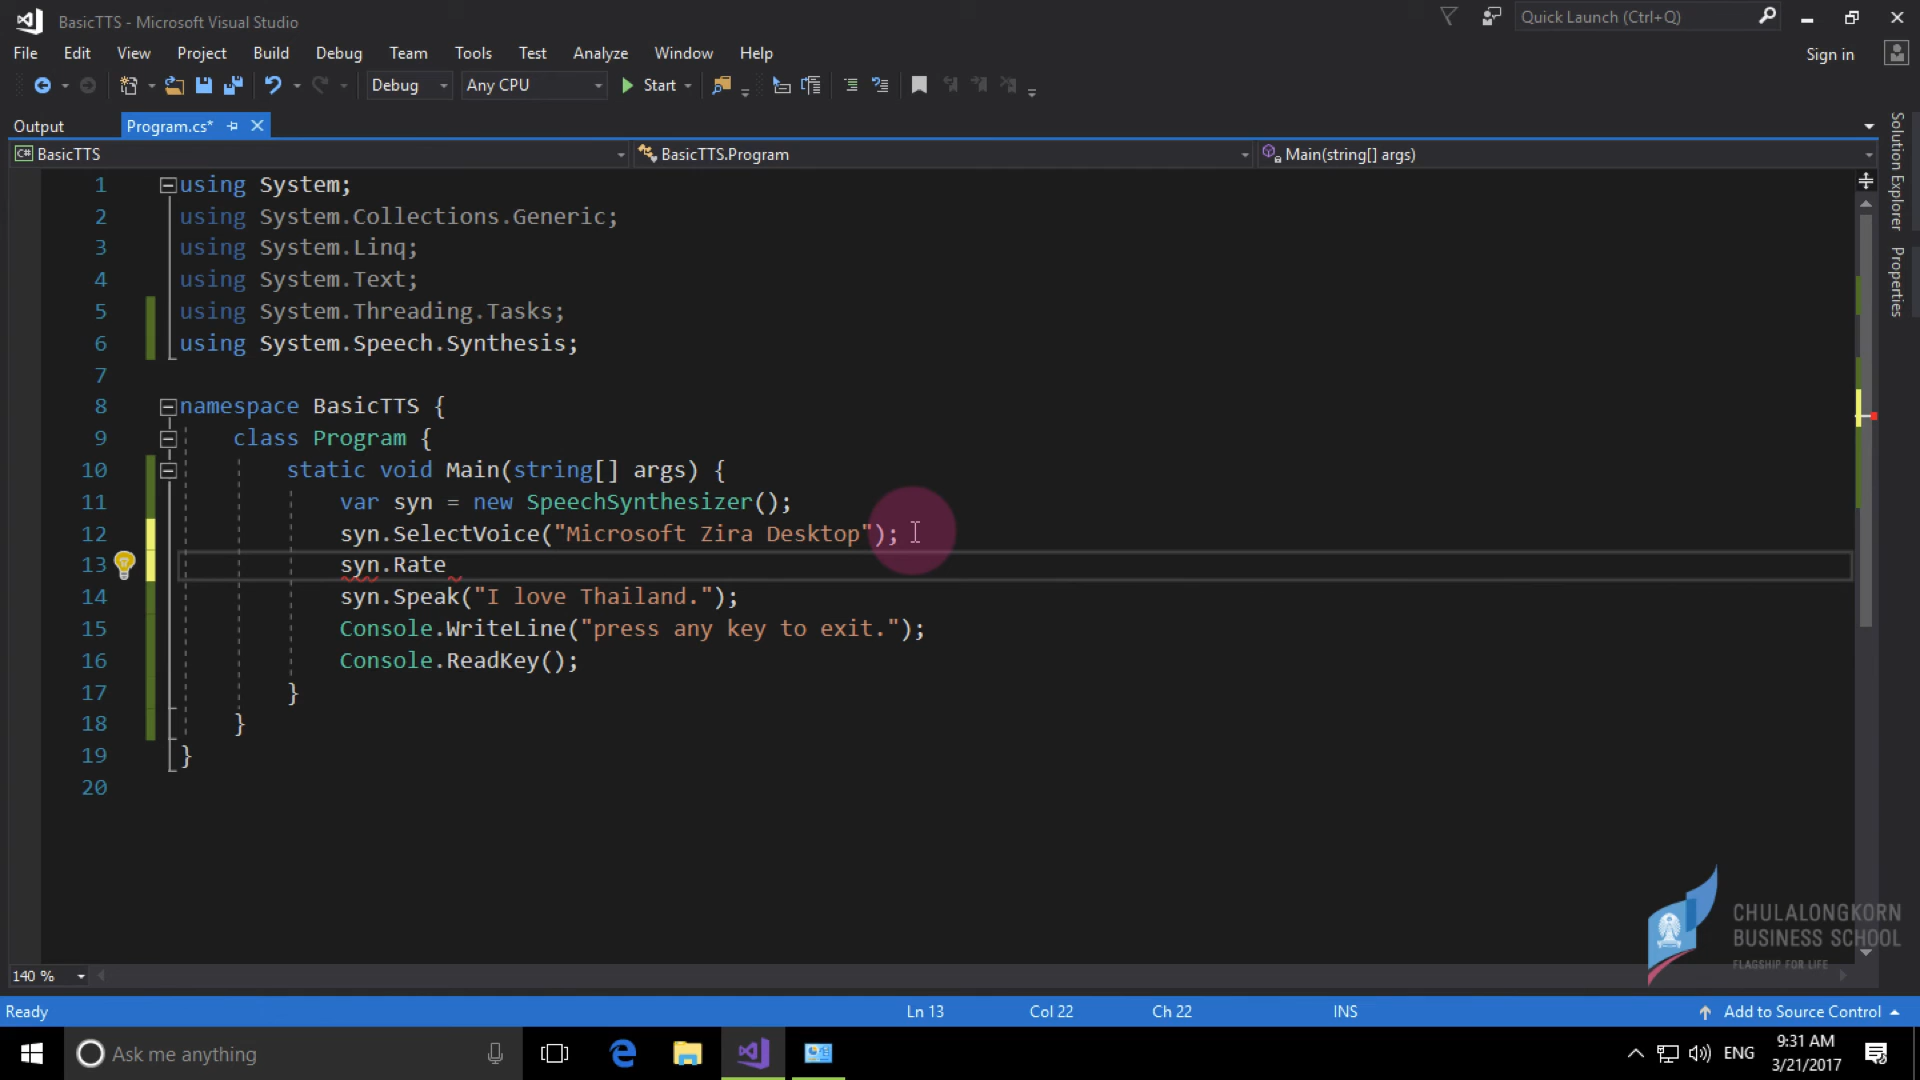 BasicTTS - Microsoft Visual Studio
Quick Launch (Ctrl+Q)
File Edit View Project Build Debug Team Tools Test Analyze Window Help
Sign in
Debug Any CPU Start
Output Program.cs*
C# BasicTTS BasicTTS.Program Main(string[] args)
Solution Explorer
Properties
1 using System;
2 using System.Collections.Generic;
3 using System.Linq;
4 using System.Text;
5 using System.Threading.Tasks;
6 using System.Speech.Synthesis;
7
8 namespace BasicTTS {
9 class Program {
10 static void Main(string[] args) {
11 var syn = new SpeechSynthesizer();
12 syn.SelectVoice("Microsoft Zira Desktop");
13 syn.Rate
14 syn.Speak("I love Thailand.");
15 Console.WriteLine("press any key to exit.");
16 Console.ReadKey();
17 }
18 }
19 }
20
CHULALONGKORN
BUSINESS SCHOOL
FLAGSHIP FOR LIFE
140 %
Ready Ln 13 Col 22 Ch 22 INS Add to Source Control
Ask me anything
ENG
9:31 AM
3/21/2017